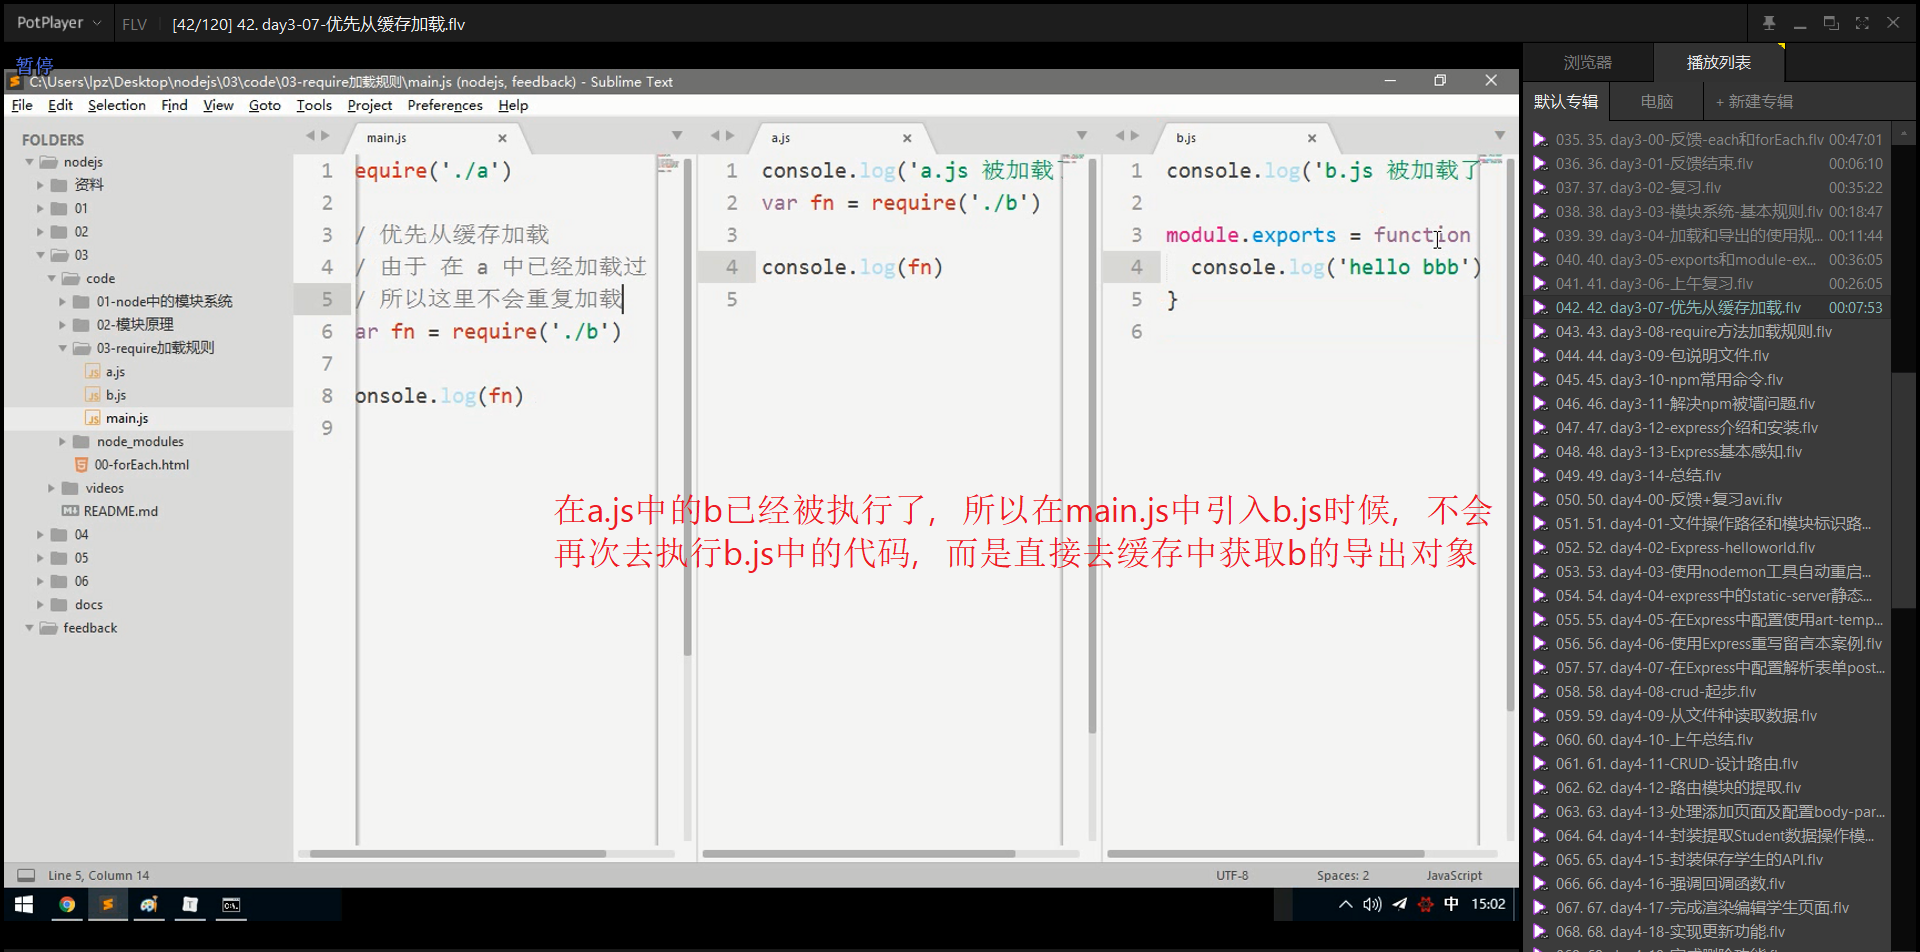 PotPlayer
FLV
[42/120] 42. day3-07-优先从缓存加载.flv
暂停
C:\Users\lpz\Desktop\nodejs\03\code\03-require加载规则\main.js (nodejs, feedback) - Sublime Text
File Edit Selection Find View Goto Tools Project Preferences Help
FOLDERS
nodejs
资料
01
02
03
code
01-node中的模块系统
02-模块原理
03-require加载规则
a.js
b.js
main.js
node_modules
00-forEach.html
videos
README.md
04
05
06
docs
feedback
main.js
1 equire('./a')
2
3 / 优先从缓存加载
4 / 由于 在 a 中已经加载过
5 / 所以这里不会重复加载
6 ar fn = require('./b')
7
8 onsole.log(fn)
9
a.js
1 console.log('a.js 被加载
2 var fn = require('./b')
3
4 console.log(fn)
5
b.js
1 console.log('b.js 被加载了
2
3 module.exports = function
4 console.log('hello bbb')
5 }
6
在a.js中的b已经被执行了，所以在main.js中引入b.js时候，不会
再次去执行b.js中的代码，而是直接去缓存中获取b的导出对象
Line 5, Column 14
UTF-8
Spaces: 2
JavaScript
中
15:02
浏览器 播放列表
默认专辑 电脑 + 新建专辑
035. 35. day3-00-反馈-each和forEach.flv 00:47:01
036. 36. day3-01-反馈结束.flv 00:06:10
037. 37. day3-02-复习.flv 00:35:22
038. 38. day3-03-模块系统-基本规则.flv 00:18:47
039. 39. day3-04-加载和导出的使用规... 00:11:44
040. 40. day3-05-exports和module-ex... 00:36:05
041. 41. day3-06-上午复习.flv 00:26:05
042. 42. day3-07-优先从缓存加载.flv 00:07:53
043. 43. day3-08-require方法加载规则.flv
044. 44. day3-09-包说明文件.flv
045. 45. day3-10-npm常用命令.flv
046. 46. day3-11-解决npm被墙问题.flv
047. 47. day3-12-express介绍和安装.flv
048. 48. day3-13-Express基本感知.flv
049. 49. day3-14-总结.flv
050. 50. day4-00-反馈+复习avi.flv
051. 51. day4-01-文件操作路径和模块标识路...
052. 52. day4-02-Express-helloworld.flv
053. 53. day4-03-使用nodemon工具自动重启...
054. 54. day4-04-express中的static-server静态...
055. 55. day4-05-在Express中配置使用art-temp...
056. 56. day4-06-使用Express重写留言本案例.flv
057. 57. day4-07-在Express中配置解析表单post...
058. 58. day4-08-crud-起步.flv
059. 59. day4-09-从文件种读取数据.flv
060. 60. day4-10-上午总结.flv
061. 61. day4-11-CRUD-设计路由.flv
062. 62. day4-12-路由模块的提取.flv
063. 63. day4-13-处理添加页面及配置body-par...
064. 64. day4-14-封装提取Student数据操作模...
065. 65. day4-15-封装保存学生的API.flv
066. 66. day4-16-强调回调函数.flv
067. 67. day4-17-完成渲染编辑学生页面.flv
068. 68. day4-18-实现更新功能.flv